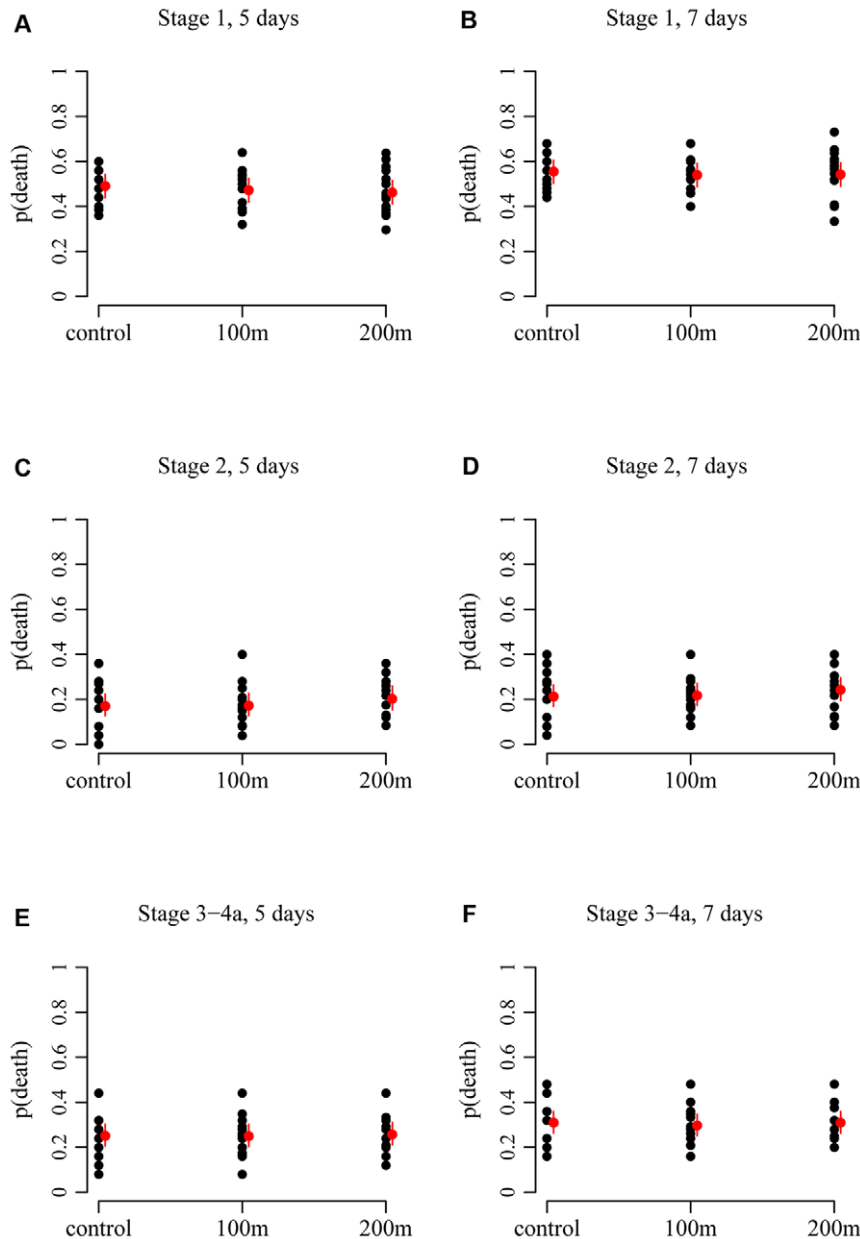 A Stage 1, 5 days
p(death)
1
0.8
0.6
0.4
0.2
0
control 100m 200m
B Stage 1, 7 days
p(death)
1
0.8
0.6
0.4
0.2
0
control 100m 200m
C Stage 2, 5 days
p(death)
1
0.8
0.6
0.4
0.2
0
control 100m 200m
D Stage 2, 7 days
p(death)
1
0.8
0.6
0.4
0.2
0
control 100m 200m
E Stage 3−4a, 5 days
p(death)
1
0.8
0.6
0.4
0.2
0
control 100m 200m
F Stage 3−4a, 7 days
p(death)
1
0.8
0.6
0.4
0.2
0
control 100m 200m